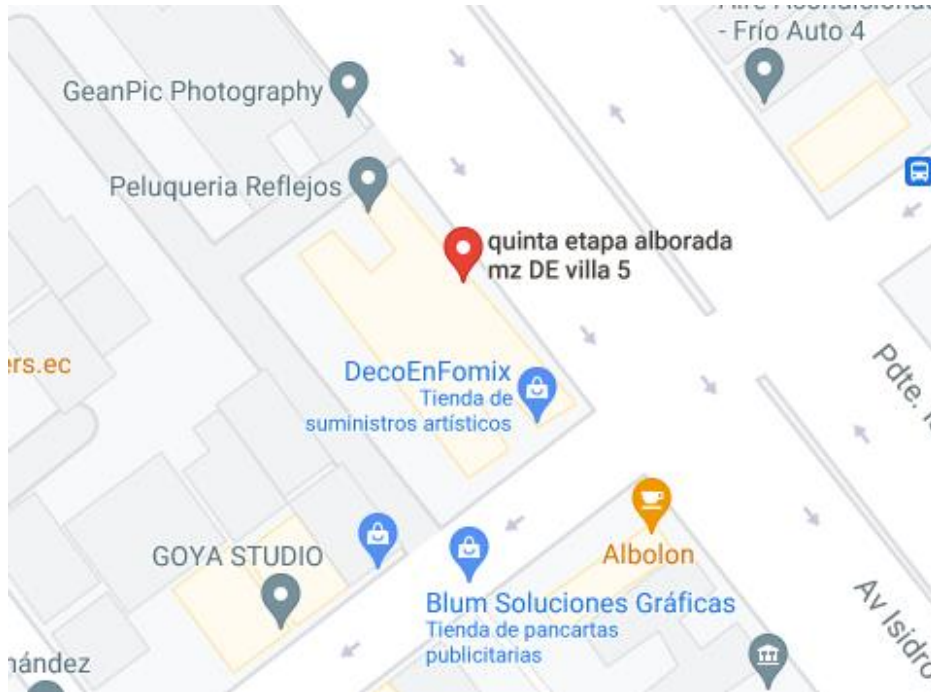 - Frío Auto 4
GeanPic Photography
Peluqueria Reflejos
quinta etapa alborada
mz DE villa 5
rs.ec
DecoEnFomix
Tienda de
suministros artísticos
Pdte.
Albolon
GOYA STUDIO
Blum Soluciones Gráficas
Tienda de pancartas
publicitarias
Av Isidro
nández